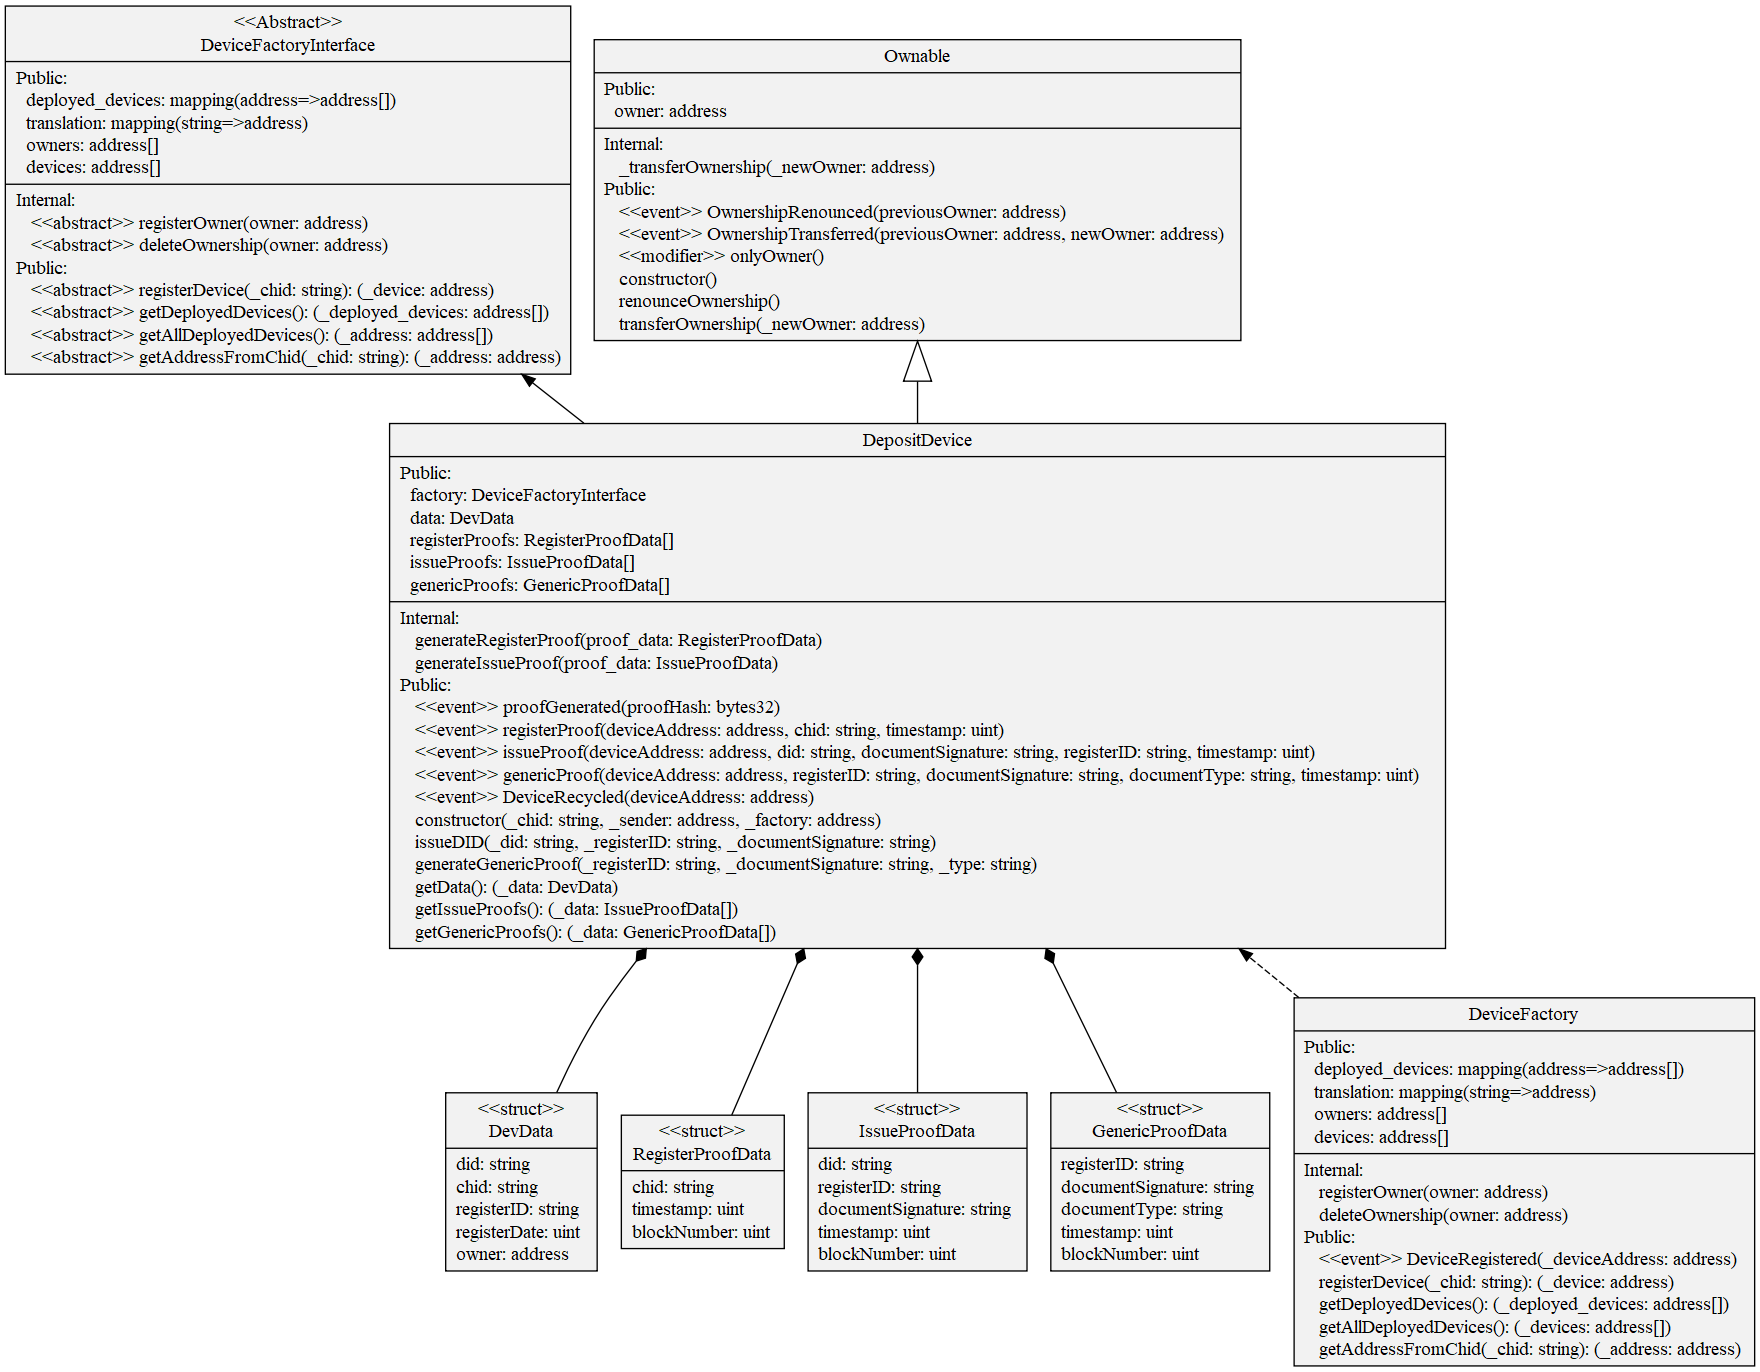 <<Abstract>>
DeviceFactoryInterface
Public:
deployed_devices: mapping(address=>address[])
translation: mapping(string=>address)
owners: address[]
devices: address[]
Internal:
<<abstract>> registerOwner(owner: address)
<<abstract>> deleteOwnership(owner: address)
Public:
<<abstract>> registerDevice(_chid: string): (_device: address)
<<abstract>> getDeployedDevices(): (_deployed_devices: address[])
<<abstract>> getAllDeployedDevices(): (_address: address[])
<<abstract>> getAddressFromChid(_chid: string): (_address: address)
Ownable
Public:
owner: address
Internal:
_transferOwnership(_newOwner: address)
Public:
<<event>> OwnershipRenounced(previousOwner: address)
<<event>> OwnershipTransferred(previousOwner: address, newOwner: address)
<<modifier>> onlyOwner()
constructor()
renounceOwnership()
transferOwnership(_newOwner: address)
DepositDevice
Public:
factory: DeviceFactoryInterface
data: DevData
registerProofs: RegisterProofData[]
issueProofs: IssueProofData[]
genericProofs: GenericProofData[]
Internal:
generateRegisterProof(proof_data: RegisterProofData)
generateIssueProof(proof_data: IssueProofData)
Public:
<<event>> proofGenerated(proofHash: bytes32)
<<event>> registerProof(deviceAddress: address, chid: string, timestamp: uint)
<<event>> issueProof(deviceAddress: address, did: string, documentSignature: string, registerID: string, timestamp: uint)
<<event>> genericProof(deviceAddress: address, registerID: string, documentSignature: string, documentType: string, timestamp: uint)
<<event>> DeviceRecycled(deviceAddress: address)
constructor(_chid: string, _sender: address, _factory: address)
issueDID(_did: string, _registerID: string, _documentSignature: string)
generateGenericProof(_registerID: string, _documentSignature: string, _type: string)
getData(): (_data: DevData)
getIssueProofs(): (_data: IssueProofData[])
getGenericProofs(): (_data: GenericProofData[])
<<struct>>
DevData
did: string
chid: string
registerID: string
registerDate: uint
owner: address
<<struct>>
RegisterProofData
chid: string
timestamp: uint
blockNumber: uint
<<struct>>
IssueProofData
did: string
registerID: string
documentSignature: string
timestamp: uint
blockNumber: uint
<<struct>>
GenericProofData
registerID: string
documentSignature: string
documentType: string
timestamp: uint
blockNumber: uint
DeviceFactory
Public:
deployed_devices: mapping(address=>address[])
translation: mapping(string=>address)
owners: address[]
devices: address[]
Internal:
registerOwner(owner: address)
deleteOwnership(owner: address)
Public:
<<event>> DeviceRegistered(_deviceAddress: address)
registerDevice(_chid: string): (_device: address)
getDeployedDevices(): (_deployed_devices: address[])
getAllDeployedDevices(): (_devices: address[])
getAddressFromChid(_chid: string): (_address: address)